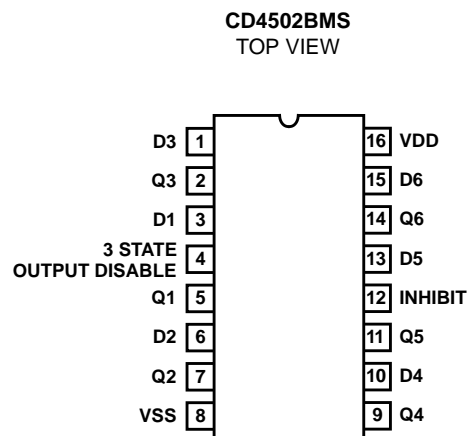 CD4502BMS
TOP VIEW
D3 1
16 VDD
Q3 2
15 D6
D1 3
14 Q6
3 STATE
OUTPUT DISABLE 4
13 D5
Q1 5
12 INHIBIT
D2 6
11 Q5
Q2 7
10 D4
VSS 8
9 Q4